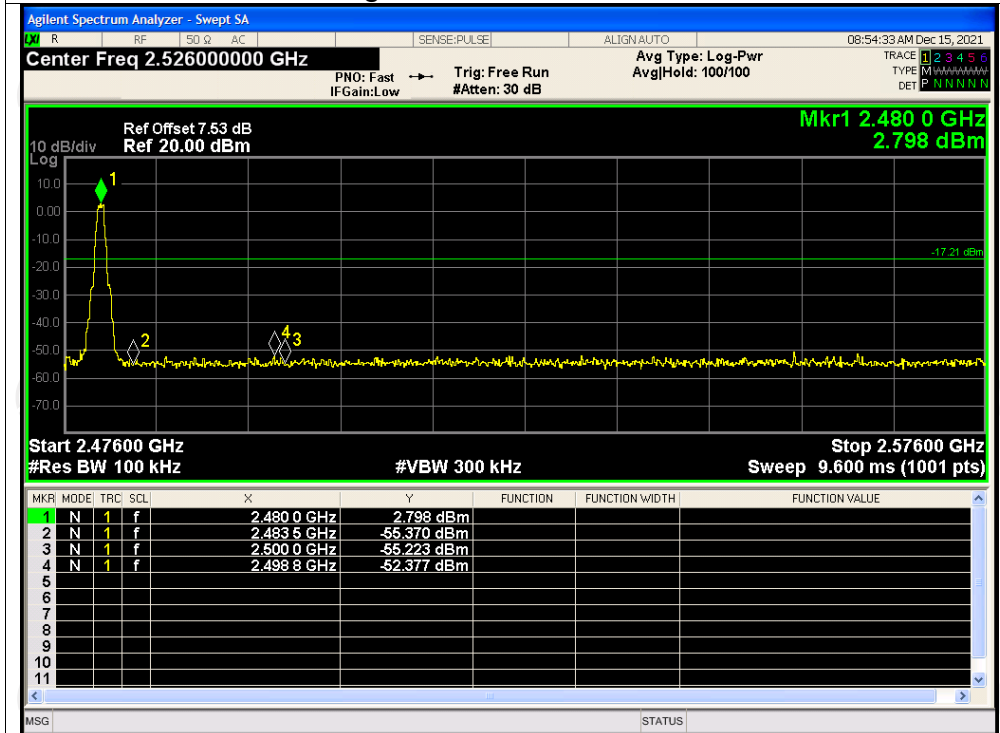 Agilent Spectrum Analyzer - Swept SA
LXI R RF 50 Ω AC SENSE:PULSE ALIGN AUTO 08:54:33 AM Dec 15, 2021
Center Freq 2.526000000 GHz
PNO: Fast
IFGain:Low
Trig: Free Run
#Atten: 30 dB
Avg Type: Log-Pwr
Avg|Hold: 100/100
TRACE 1 2 3 4 5 6
TYPE M
DET P N N N N N
Ref Offset 7.53 dB
10 dB/div Ref 20.00 dBm
Log
Mkr1 2.480 0 GHz
2.798 dBm
10.0
0.00
-10.0
-20.0
-30.0
-40.0
-50.0
-60.0
-70.0
1
-17.21 dBm
2
4
3
Start 2.47600 GHz Stop 2.57600 GHz
#Res BW 100 kHz #VBW 300 kHz Sweep 9.600 ms (1001 pts)
MKR MODE TRC SCL X Y FUNCTION FUNCTION WIDTH FUNCTION VALUE
1 N 1 f 2.480 0 GHz 2.798 dBm
2 N 1 f 2.483 5 GHz -55.370 dBm
3 N 1 f 2.500 0 GHz -55.223 dBm
4 N 1 f 2.498 8 GHz -52.377 dBm
5
6
7
8
9
10
11
MSG STATUS